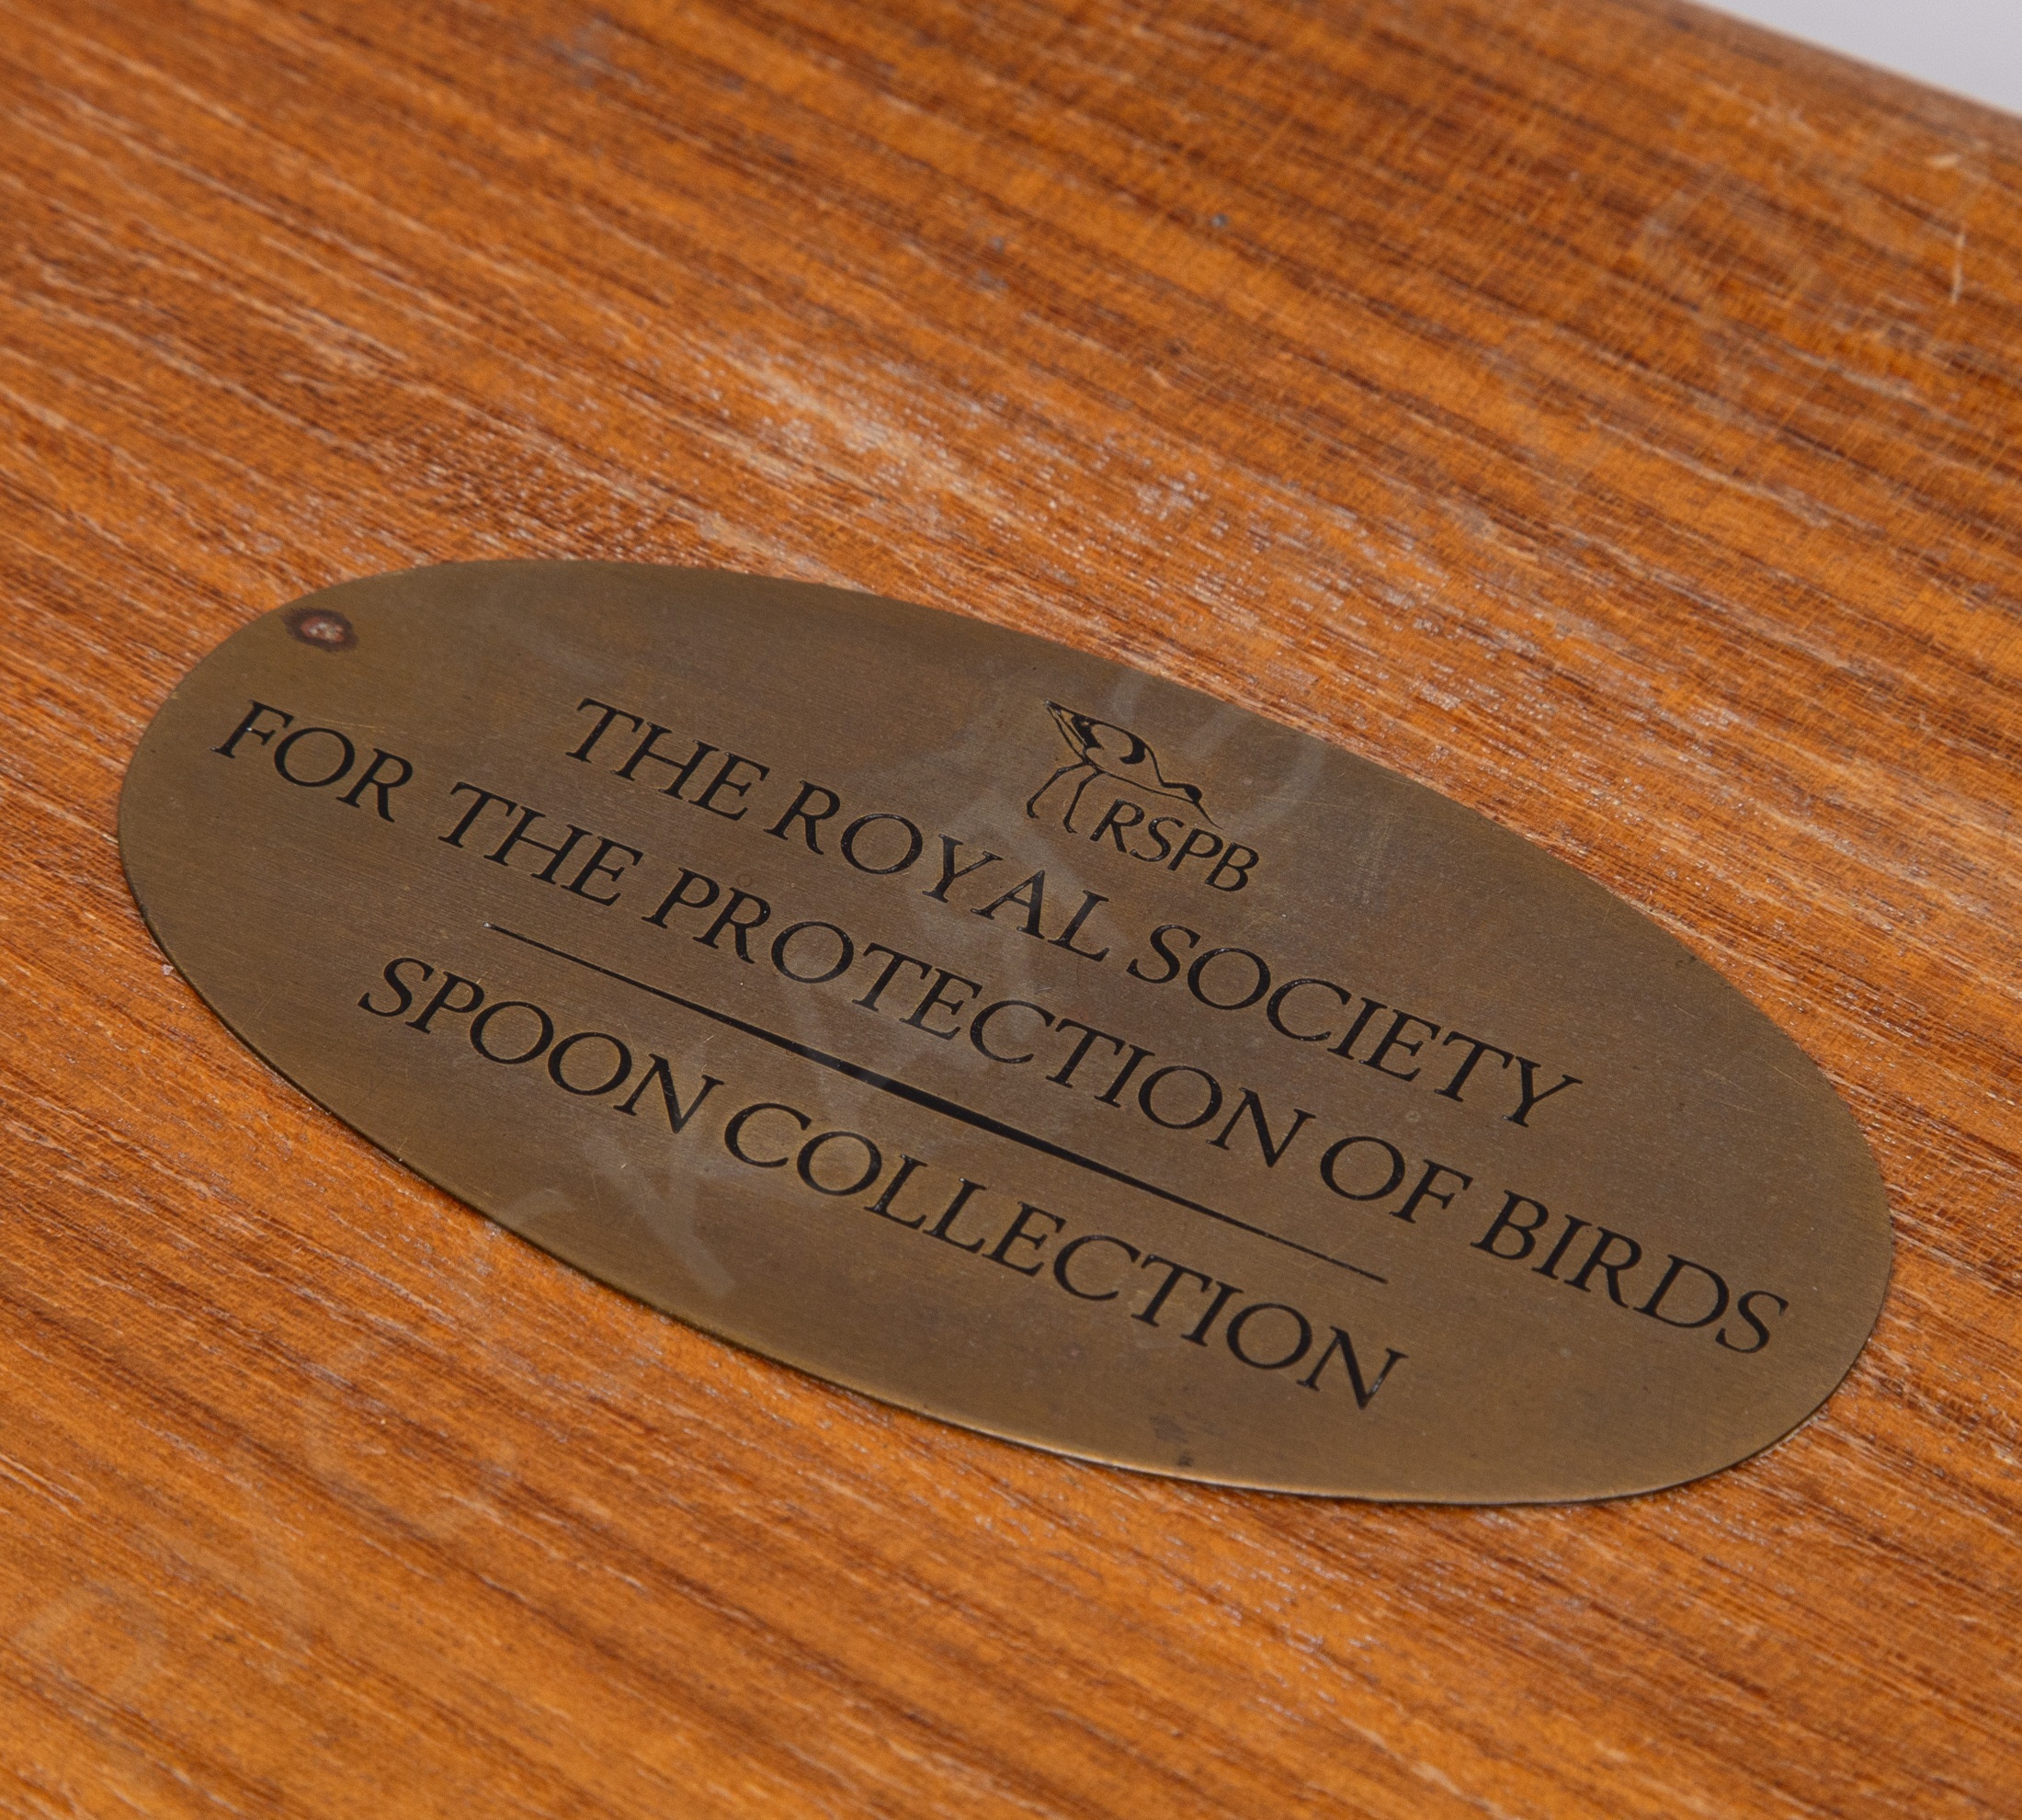 RSPB
THE ROYAL SOCIETY
FOR THE PROTECTION OF BIRDS
SPOON COLLECTION